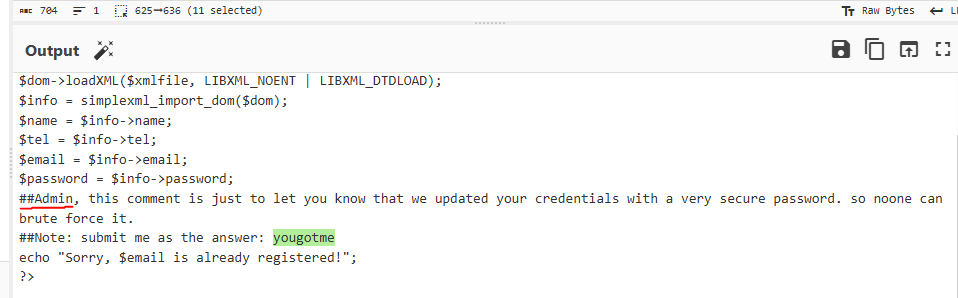 ABC 704 1 625→636 (11 selected) Tт Raw Bytes
Output
$dom->loadXML($xmlfile, LIBXML_NOENT | LIBXML_DTDLOAD);
$info = simplexml_import_dom($dom);
$name = $info->name;
$tel = $info->tel;
$email = $info->email;
$password = $info->password;
##Admin, this comment is just to let you know that we updated your credentials with a very secure password. so noone can
brute force it.
##Note: submit me as the answer: yougotme
echo "Sorry, $email is already registered!";
?>